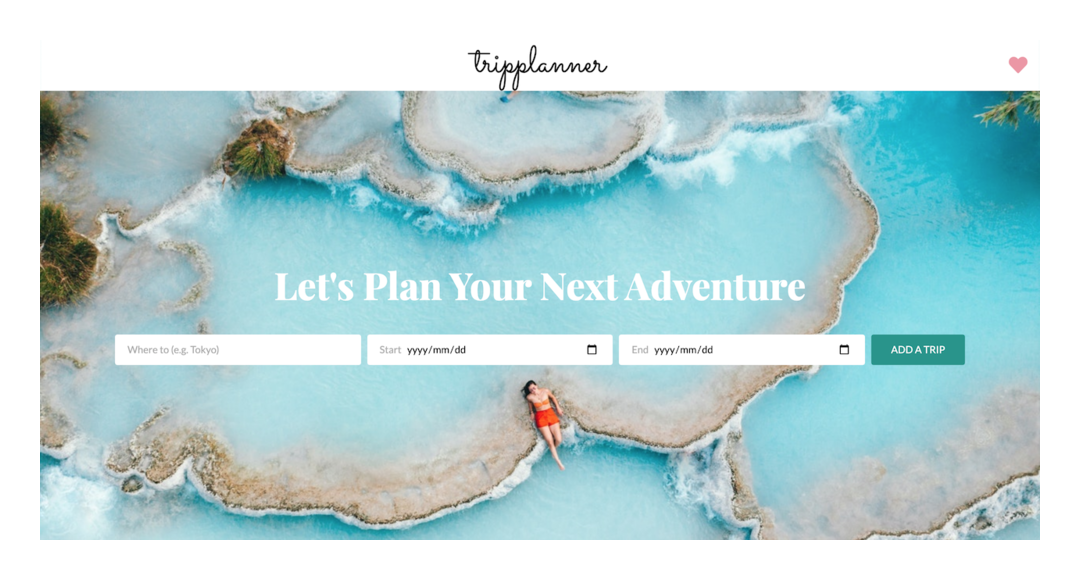 tripplanner
Let's Plan Your Next Adventure
Where to (e.g. Tokyo)
Start yyyy/mm/dd
End yyyy/mm/dd
ADD A TRIP